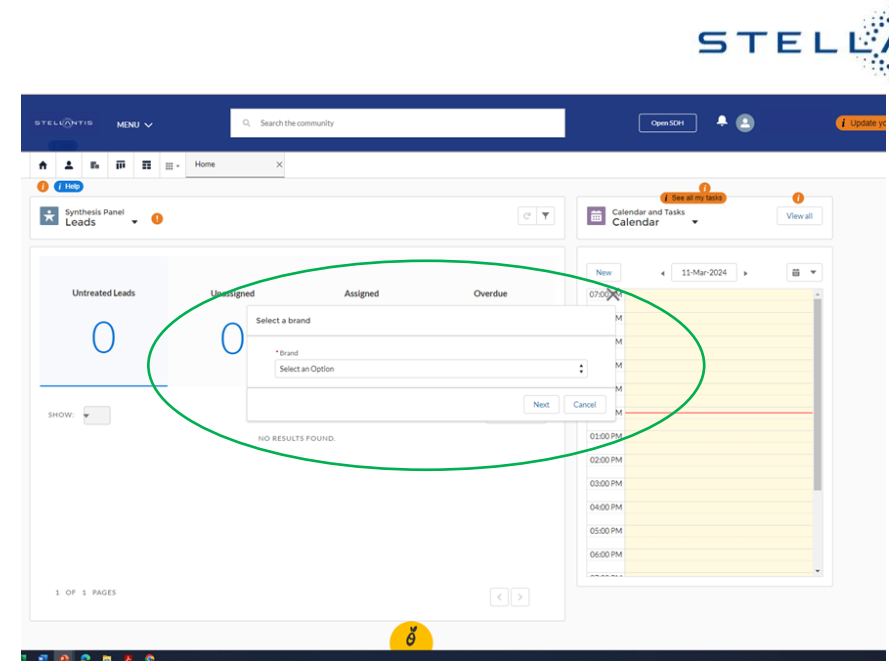 STELLA
STELLANTIS MENU Search the community Open SDH i Update yo
Home
i i Help
i
i See all my tasks
i
Synthesis Panel
Leads !
Calendar and Tasks
Calendar View all
New 11-Mar-2024
Untreated Leads Unassigned Assigned Overdue
0 0
07:00 AM
Select a brand
* Brand
Select an Option
Next Cancel
SHOW:
NO RESULTS FOUND.
01:00 PM
02:00 PM
03:00 PM
04:00 PM
05:00 PM
06:00 PM
1 OF 1 PAGES